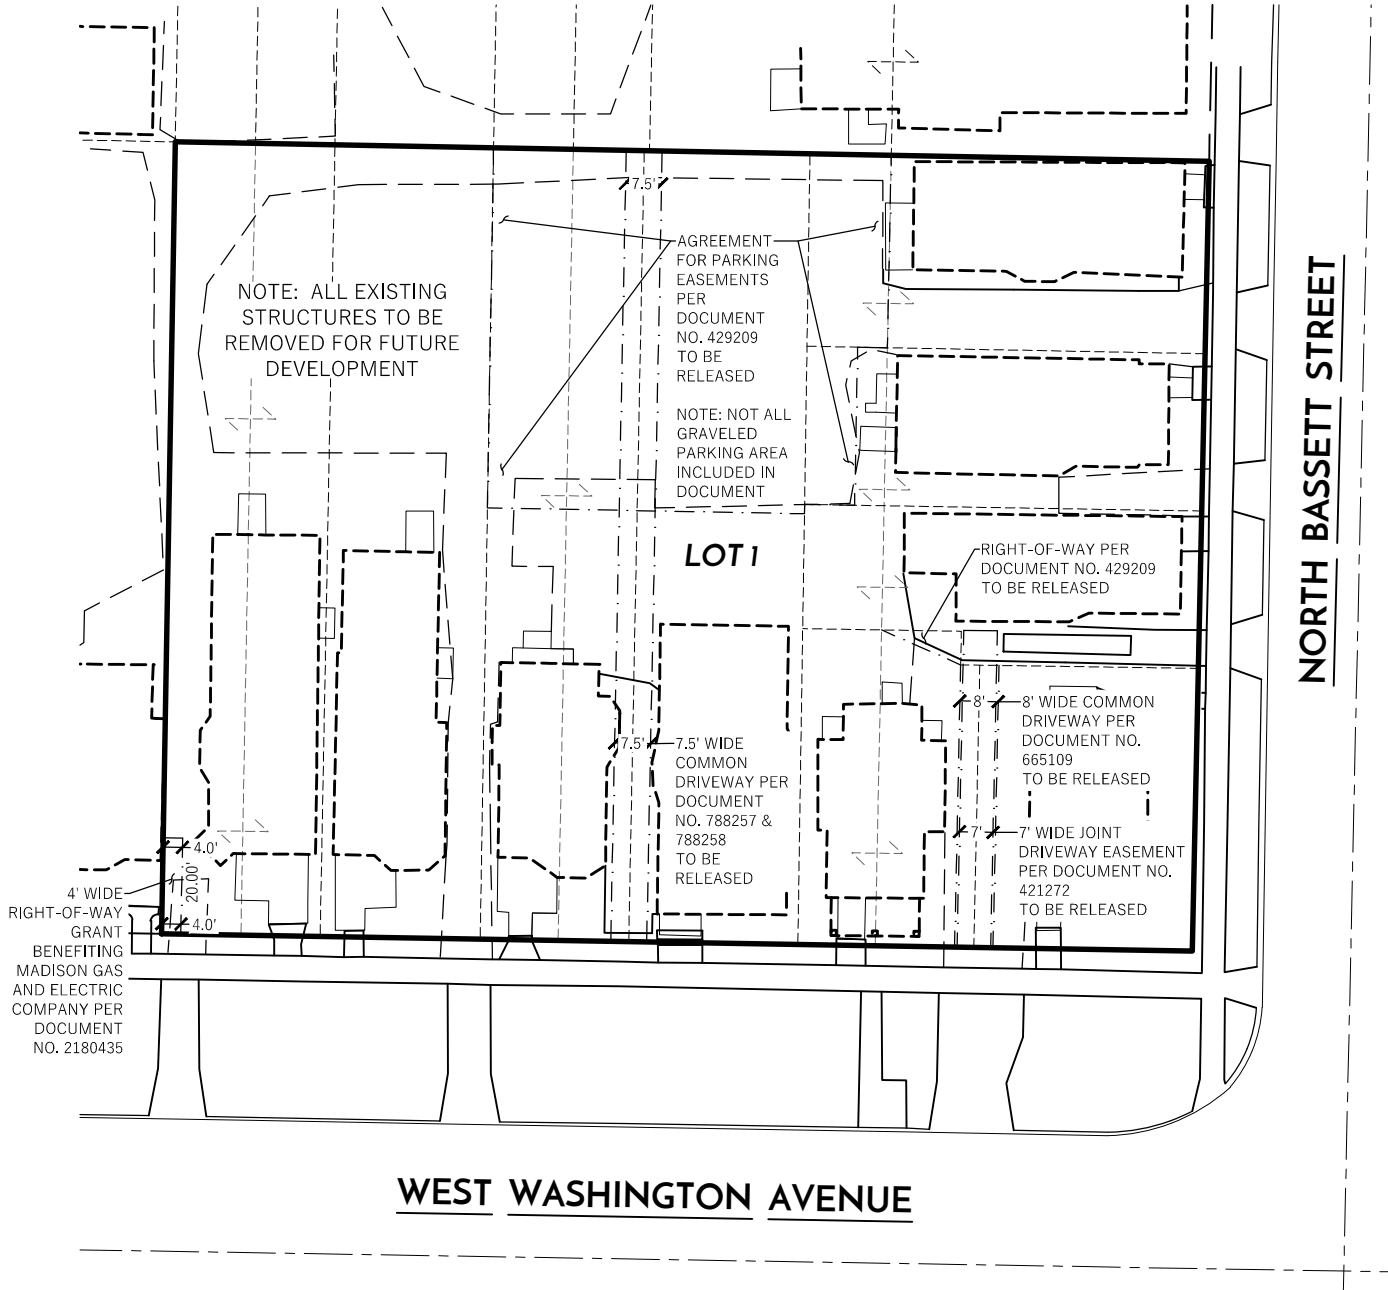 7.5'
AGREEMENT
FOR PARKING
EASEMENTS
PER
DOCUMENT
NO. 429209
TO BE
RELEASED
NOTE: ALL EXISTING
STRUCTURES TO BE
REMOVED FOR FUTURE
DEVELOPMENT
NOTE: NOT ALL
GRAVELED
PARKING AREA
INCLUDED IN
DOCUMENT
NORTH BASSETT STREET
LOT 1
RIGHT-OF-WAY PER
DOCUMENT NO. 429209
TO BE RELEASED
8'
8' WIDE COMMON
DRIVEWAY PER
DOCUMENT NO.
665109
TO BE RELEASED
7.5'
7.5' WIDE
COMMON
DRIVEWAY PER
DOCUMENT
NO. 788257 &
788258
TO BE
RELEASED
7'
7' WIDE JOINT
DRIVEWAY EASEMENT
PER DOCUMENT NO.
421272
TO BE RELEASED
4.0'
20.00'
4.0'
4' WIDE
RIGHT-OF-WAY
GRANT
BENEFITING
MADISON GAS
AND ELECTRIC
COMPANY PER
DOCUMENT
NO. 2180435
WEST WASHINGTON AVENUE